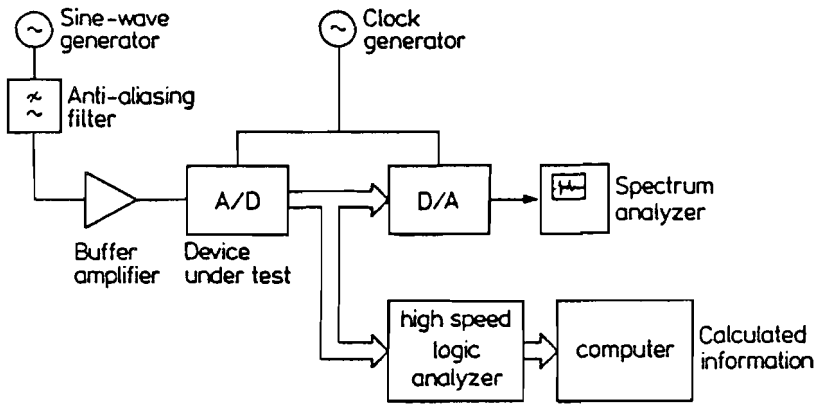 Sine-wave
generator
Clock
generator
Anti-aliasing
filter
A/D
D/A
Spectrum
analyzer
Buffer
amplifier
Device
under test
high speed
logic
analyzer
computer
Calculated
information